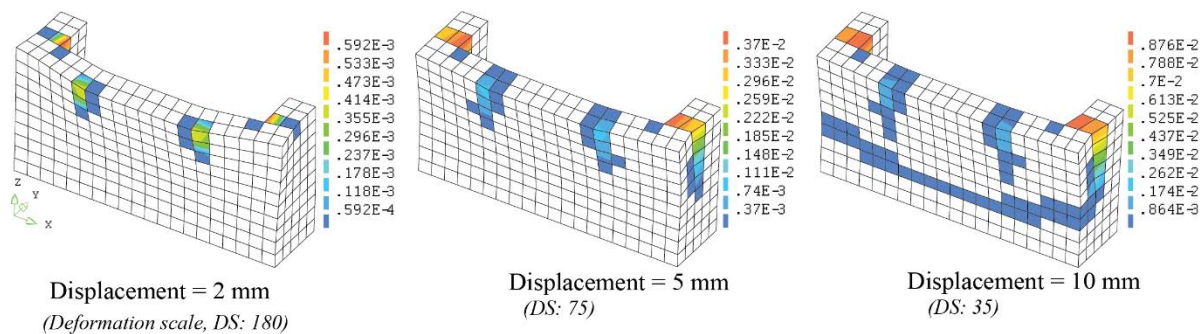 .592E-3
.533E-3
.473E-3
.414E-3
.355E-3
.296E-3
.237E-3
.178E-3
.118E-3
.592E-4
Z
Y
X
Displacement = 2 mm
(Deformation scale, DS: 180)
.37E-2
.333E-2
.296E-2
.259E-2
.222E-2
.185E-2
.148E-2
.111E-2
.74E-3
.37E-3
Displacement = 5 mm
(DS: 75)
.876E-2
.788E-2
.7E-2
.613E-2
.525E-2
.437E-2
.349E-2
.262E-2
.174E-2
.864E-3
Displacement = 10 mm
(DS: 35)